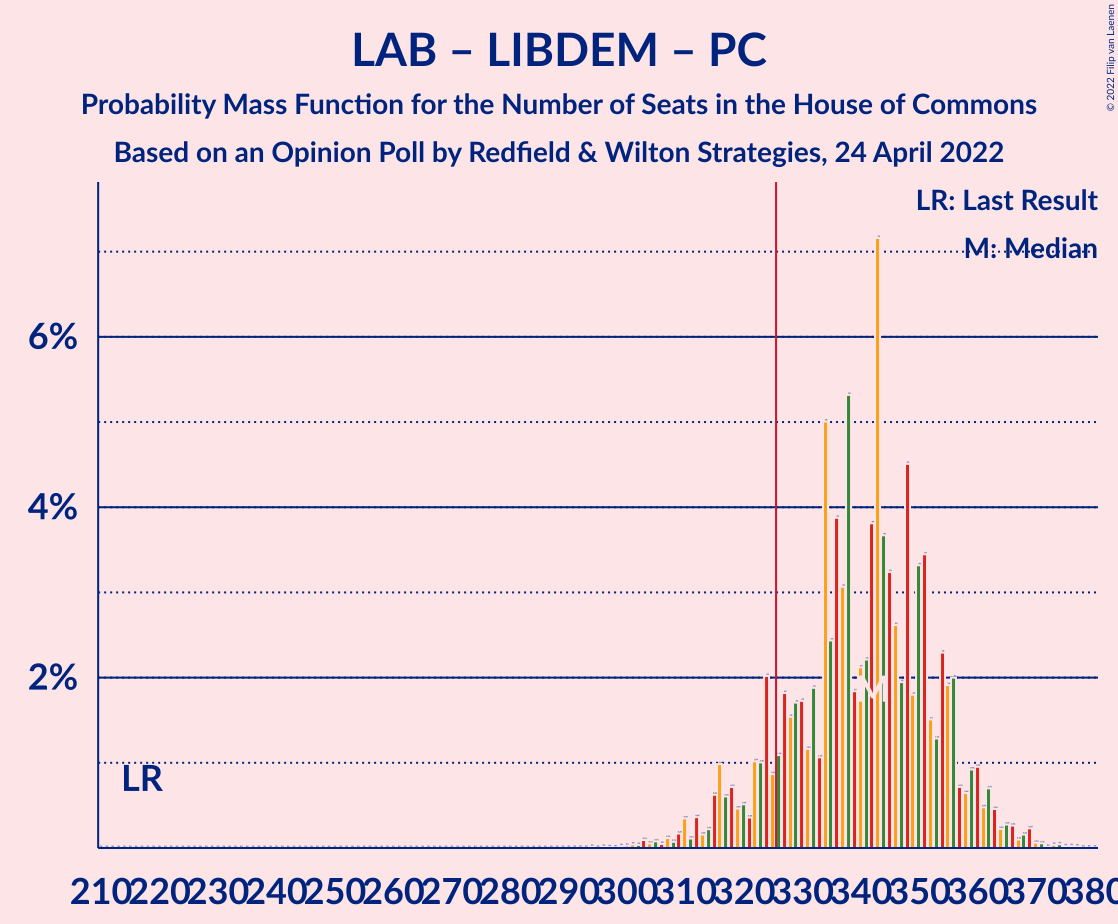 LAB – LIBDEM – PC
Probability Mass Function for the Number of Seats in the House of Commons
Based on an Opinion Poll by Redfield & Wilton Strategies, 24 April 2022
© 2022 Filip van Laenen
LR: Last Result
M: Median
6%
4%
2%
LR
M
210 220 230 240 250 260 270 280 290 300 310 320 330 340 350 360 370 380